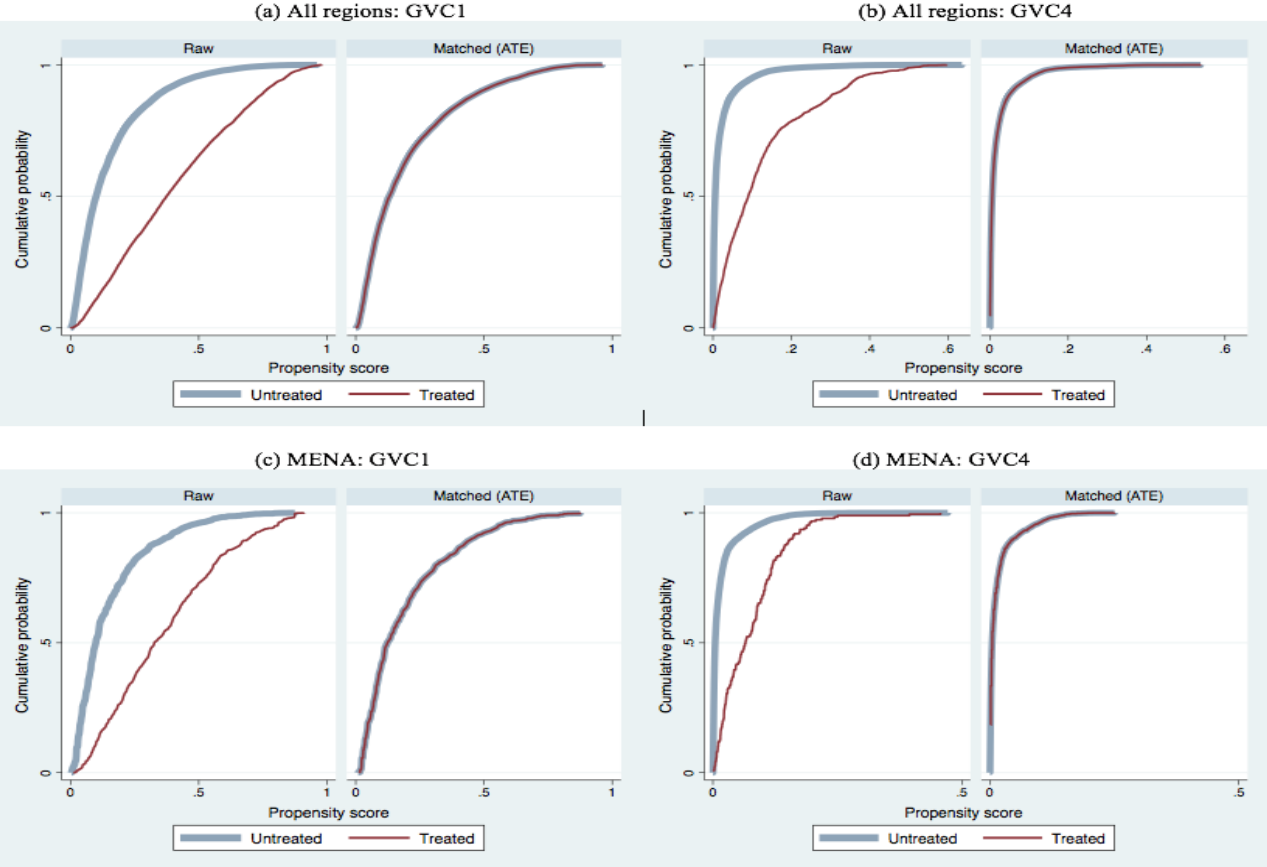 (a) All regions: GVC1
Raw
Matched (ATE)
Cumulative probability
0 .5 1
0 .5 1
0 .5 1
Propensity score
Untreated
Treated
(b) All regions: GVC4
Raw
Matched (ATE)
Cumulative probability
0 .5 1
0 .2 .4 .6
0 .2 .4 .6
Propensity score
Untreated
Treated
(c) MENA: GVC1
Raw
Matched (ATE)
Cumulative probability
0 .5 1
0 .5 1
0 .5 1
Propensity score
Untreated
Treated
(d) MENA: GVC4
Raw
Matched (ATE)
Cumulative probability
0 .5 1
0 .5
0 .5
Propensity score
Untreated
Treated